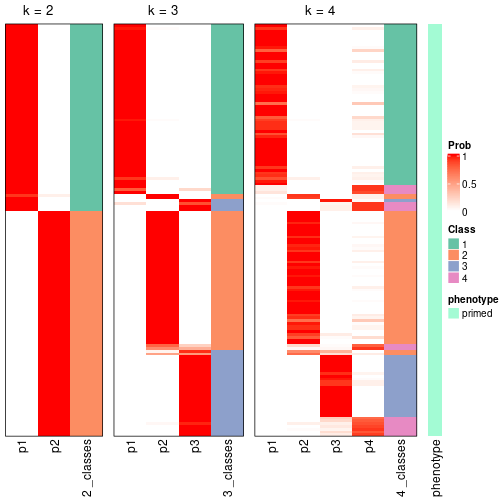 k = 2
k = 3
k = 4
p1
p2
2_classes
p1
p2
p3
3_classes
p1
p2
p3
p4
4_classes
phenotype
Prob
1
0.5
0
Class
1
2
3
4
phenotype
primed